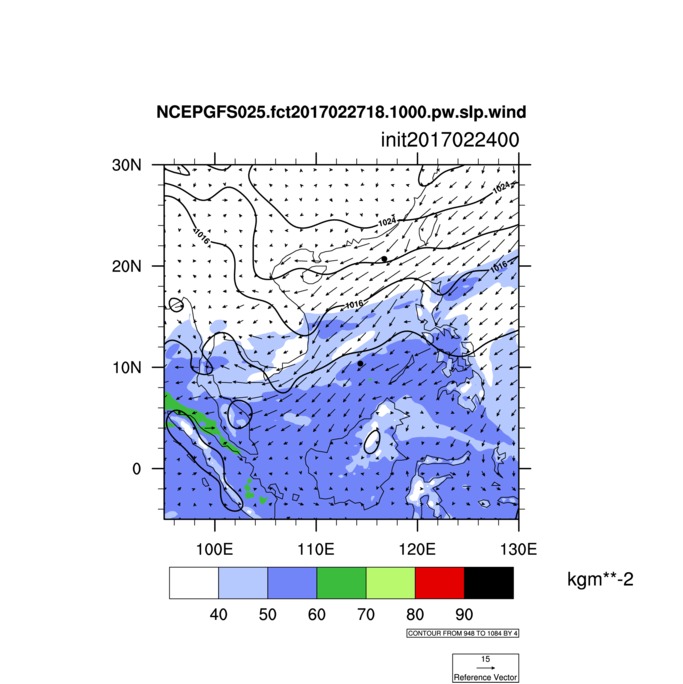 NCEPGFS025.fct2017022718.1000.pw.slp.wind
init2017022400
30N
1024
1024
1016
20N
1016
1016
10N
0
100E 110E 120E 130E
40 50 60 70 80 90
kgm**-2
CONTOUR FROM 948 TO 1084 BY 4
15
Reference Vector